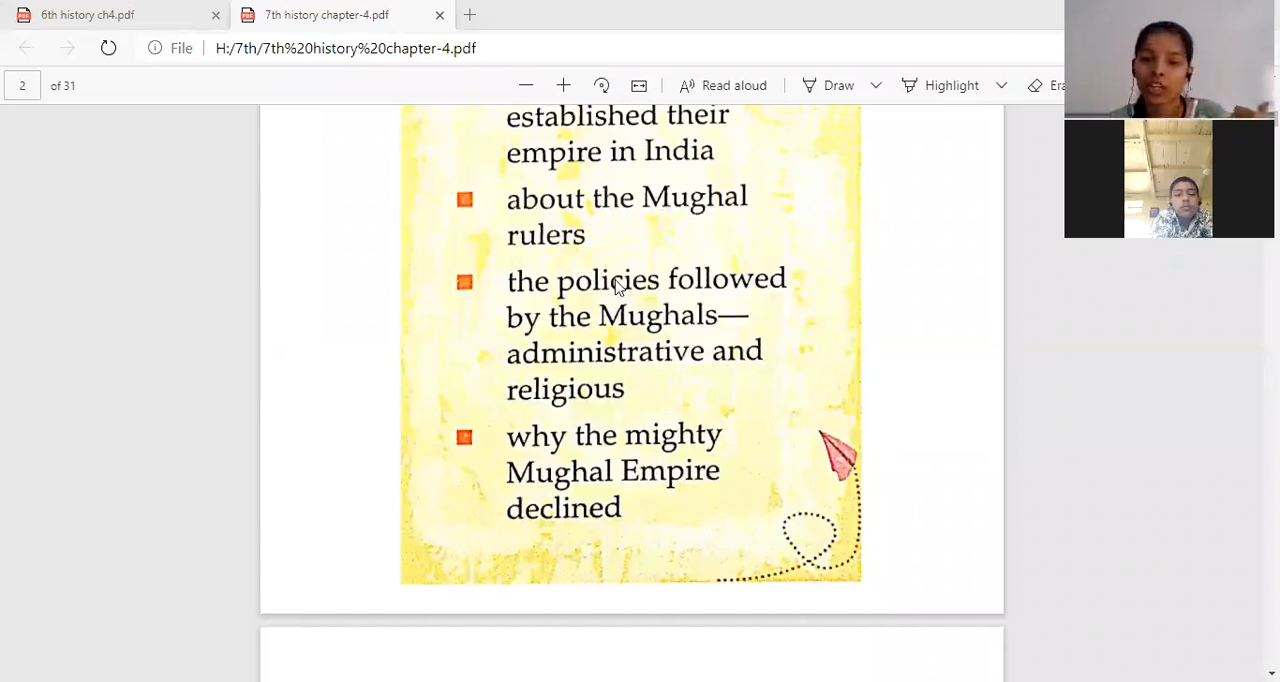 6th history ch4.pdf
7th history chapter-4.pdf
File
H:/7th/7th%20history%20chapter-4.pdf
2 of 31
Read aloud
Draw
Highlight
Era
established their
empire in India
about the Mughal
rulers
the policies followed
by the Mughals—
administrative and
religious
why the mighty
Mughal Empire
declined